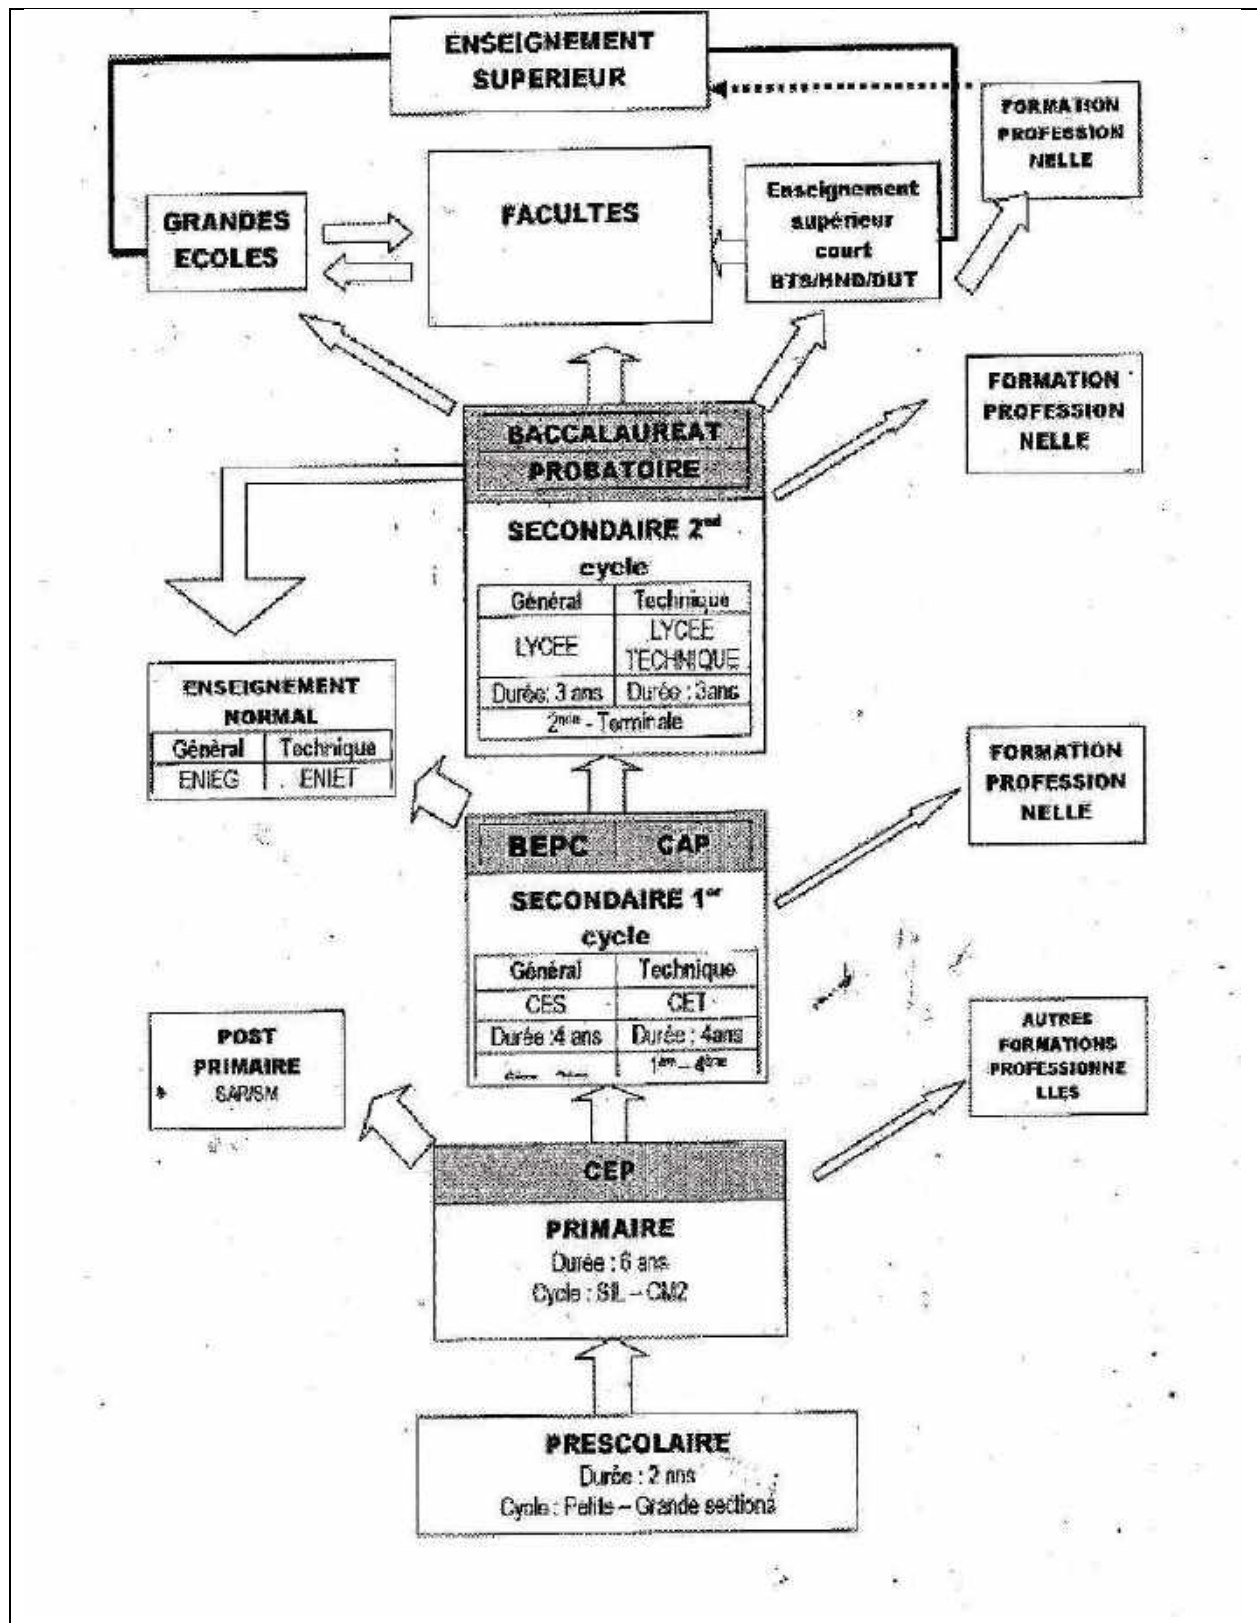 ENSEIGNEMENT
SUPERIEUR
FORMATION
PROFESSION
NELLE
GRANDES
ECOLES
FACULTES
Enseignement
supérieur
court
BTS/HND/DUT
FORMATION
PROFESSION
NELLE
BACCALAUREAT
PROBATOIRE
SECONDAIRE 2nd
cycle
Général Technique
LYCEE LYCEE
TECHNIQUE
Durée: 3 ans Durée : 3ans
2nde - Terminale
ENSEIGNEMENT
NORMAL
Général Technique
ENIEG ENIET
FORMATION
PROFESSION
NELLE
BEPC CAP
SECONDAIRE 1er
cycle
Général Technique
CES CET
Durée :4 ans Durée : 4ans
1ère – 4ème
POST
PRIMAIRE
SAR/SM
AUTRES
FORMATIONS
PROFESSIONNE
LLES
CEP
PRIMAIRE
Durée : 6 ans
Cycle : SIL – CM2
PRESCOLAIRE
Durée : 2 ans
Cycle : Petite – Grande sections